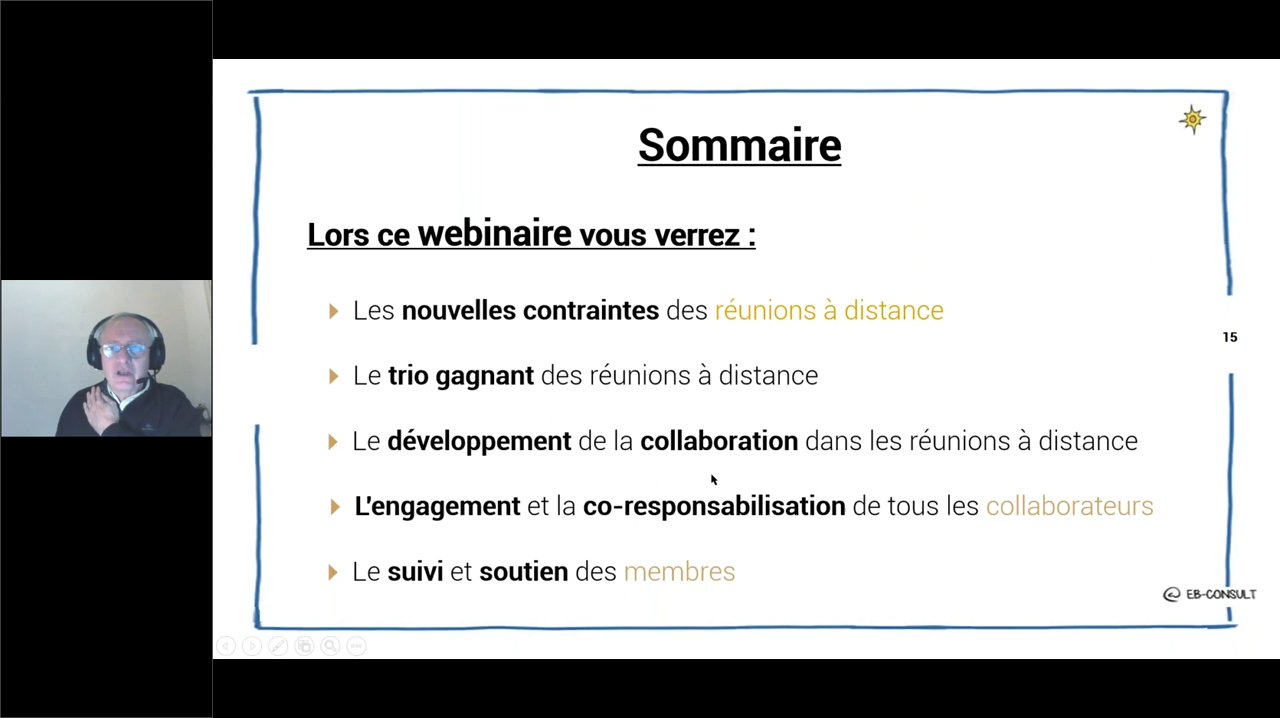 Sommaire
Lors ce webinaire vous verrez :
Les nouvelles contraintes des réunions à distance
15
Le trio gagnant des réunions à distance
Le développement de la collaboration dans les réunions à distance
L'engagement et la co-responsabilisation de tous les collaborateurs
Le suivi et soutien des membres
@ EB-CONSULT